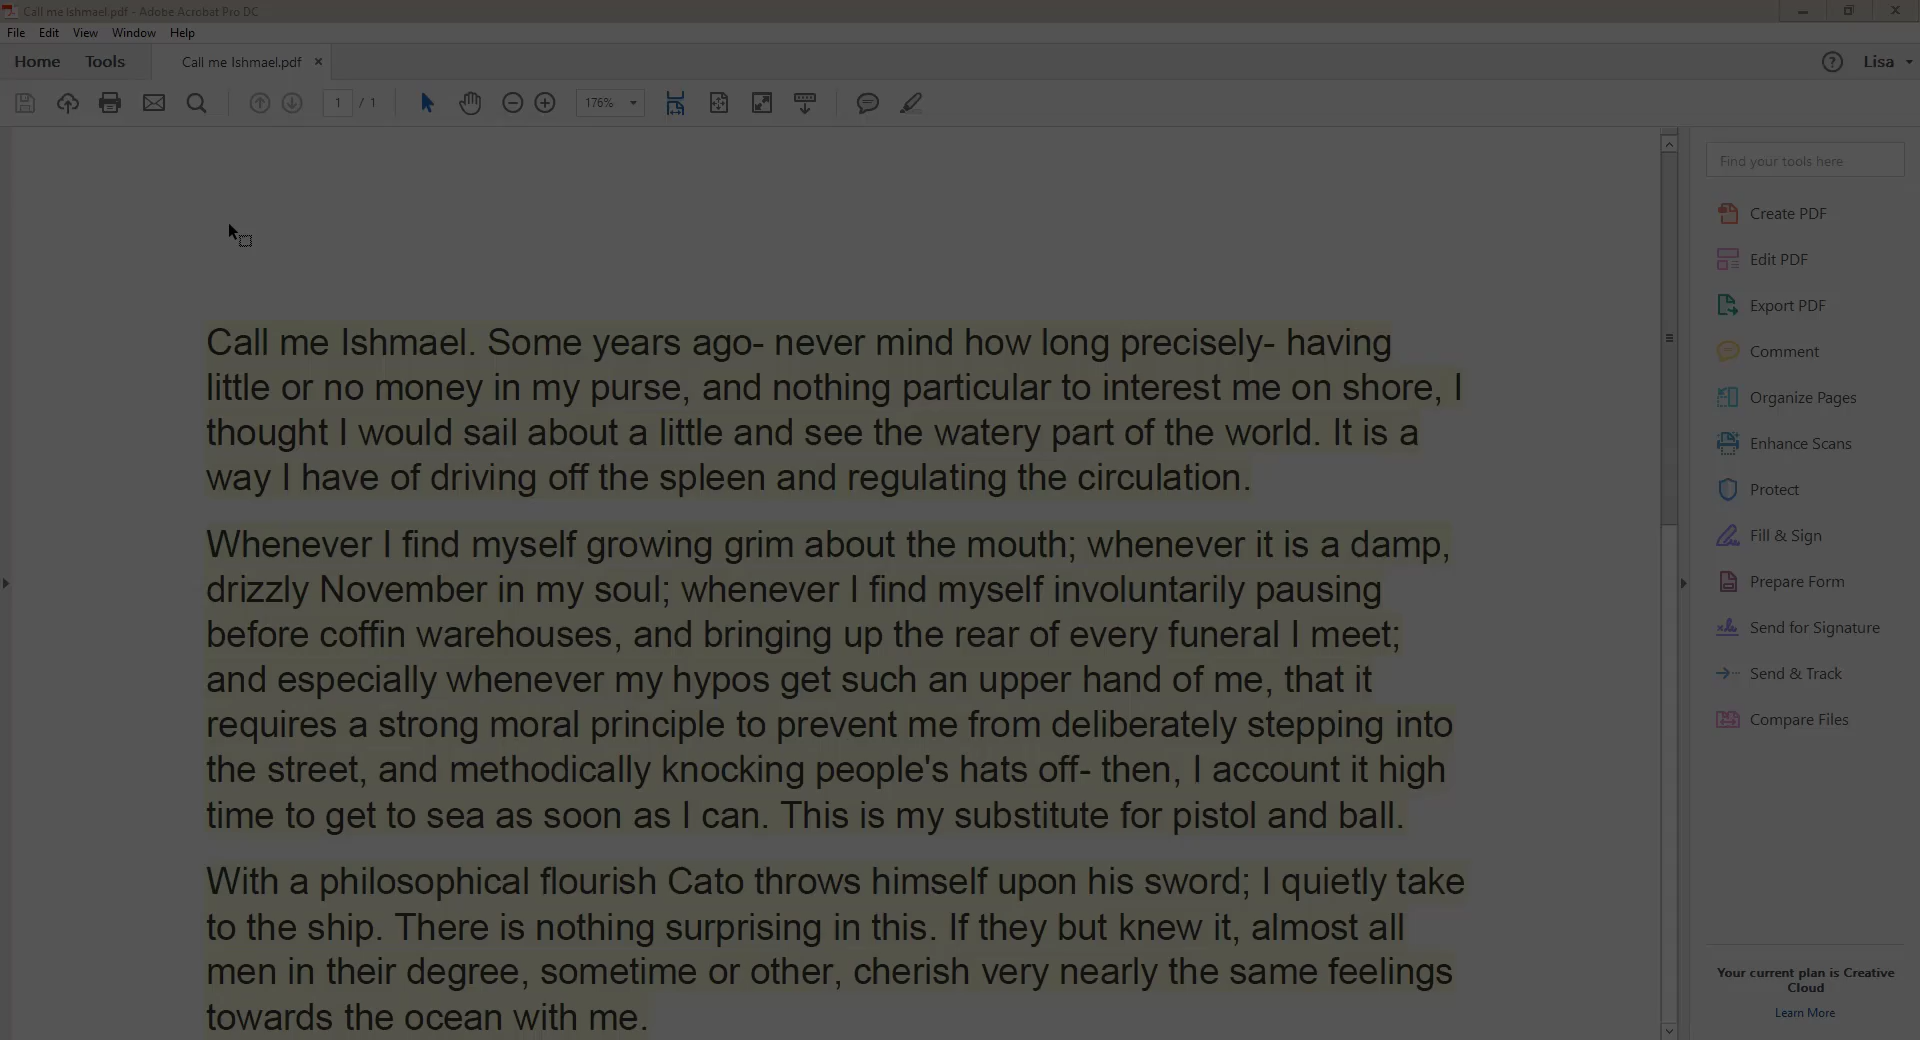 Call me Ishmael.pdf - Adobe Acrobat Pro DC
File Edit View Window Help
Home Tools Call me Ishmael.pdf × ? Lisa
1 / 1 176%
Find your tools here
Create PDF
Edit PDF
Export PDF
Comment
Organize Pages
Enhance Scans
Protect
Fill & Sign
Prepare Form
Send for Signature
Send & Track
Compare Files
Your current plan is Creative
Cloud
Learn More
Call me Ishmael. Some years ago- never mind how long precisely- having
little or no money in my purse, and nothing particular to interest me on shore, I
thought I would sail about a little and see the watery part of the world. It is a
way I have of driving off the spleen and regulating the circulation.
Whenever I find myself growing grim about the mouth; whenever it is a damp,
drizzly November in my soul; whenever I find myself involuntarily pausing
before coffin warehouses, and bringing up the rear of every funeral I meet;
and especially whenever my hypos get such an upper hand of me, that it
requires a strong moral principle to prevent me from deliberately stepping into
the street, and methodically knocking people's hats off- then, I account it high
time to get to sea as soon as I can. This is my substitute for pistol and ball.
With a philosophical flourish Cato throws himself upon his sword; I quietly take
to the ship. There is nothing surprising in this. If they but knew it, almost all
men in their degree, sometime or other, cherish very nearly the same feelings
towards the ocean with me.